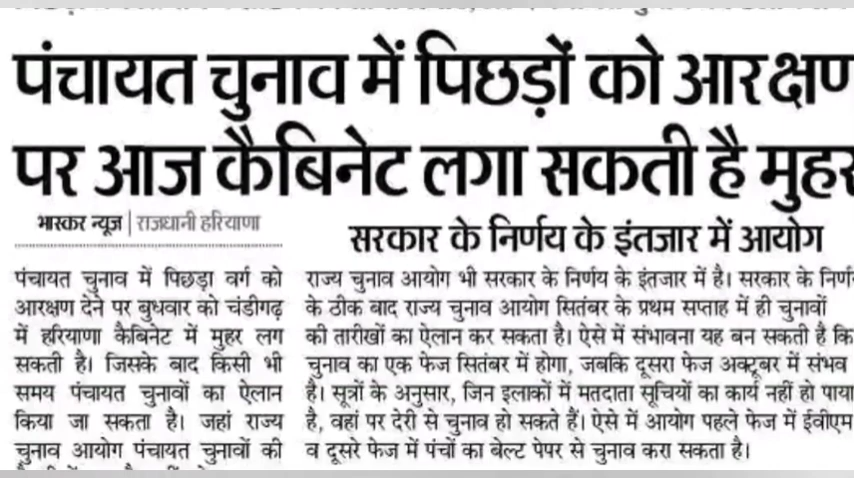 पंचायत चुनाव में पिछड़ों को आरक्षण
पर आज कैबिनेट लगा सकती है मुहर
भास्कर न्यूज | राजधानी हरियाणा
पंचायत चुनाव में पिछड़ा वर्ग को
आरक्षण देने पर बुधवार को चंडीगढ़
में हरियाणा कैबिनेट में मुहर लग
सकती है। जिसके बाद किसी भी
समय पंचायत चुनावों का ऐलान
किया जा सकता है। जहां राज्य
चुनाव आयोग पंचायत चुनावों की
सरकार के निर्णय के इंतजार में आयोग
राज्य चुनाव आयोग भी सरकार के निर्णय के इंतजार में है। सरकार के
के ठीक बाद राज्य चुनाव आयोग सितंबर के प्रथम सप्ताह में ही चुनावों
की तारीखों का ऐलान कर सकता है। ऐसे में संभावना यह बन सकती है कि
चुनाव का एक फेज सितंबर में होगा, जबकि दूसरा फेज अक्टूबर में संभव
है। सूत्रों के अनुसार, जिन इलाकों में मतदाता सूचियों का कार्य नहीं हो पाया
है, वहां पर देरी से चुनाव हो सकते हैं। ऐसे में आयोग पहले फेज में ईवीएम
व दूसरे फेज में पंचों का बेल्ट पेपर से चुनाव करा सकता है।